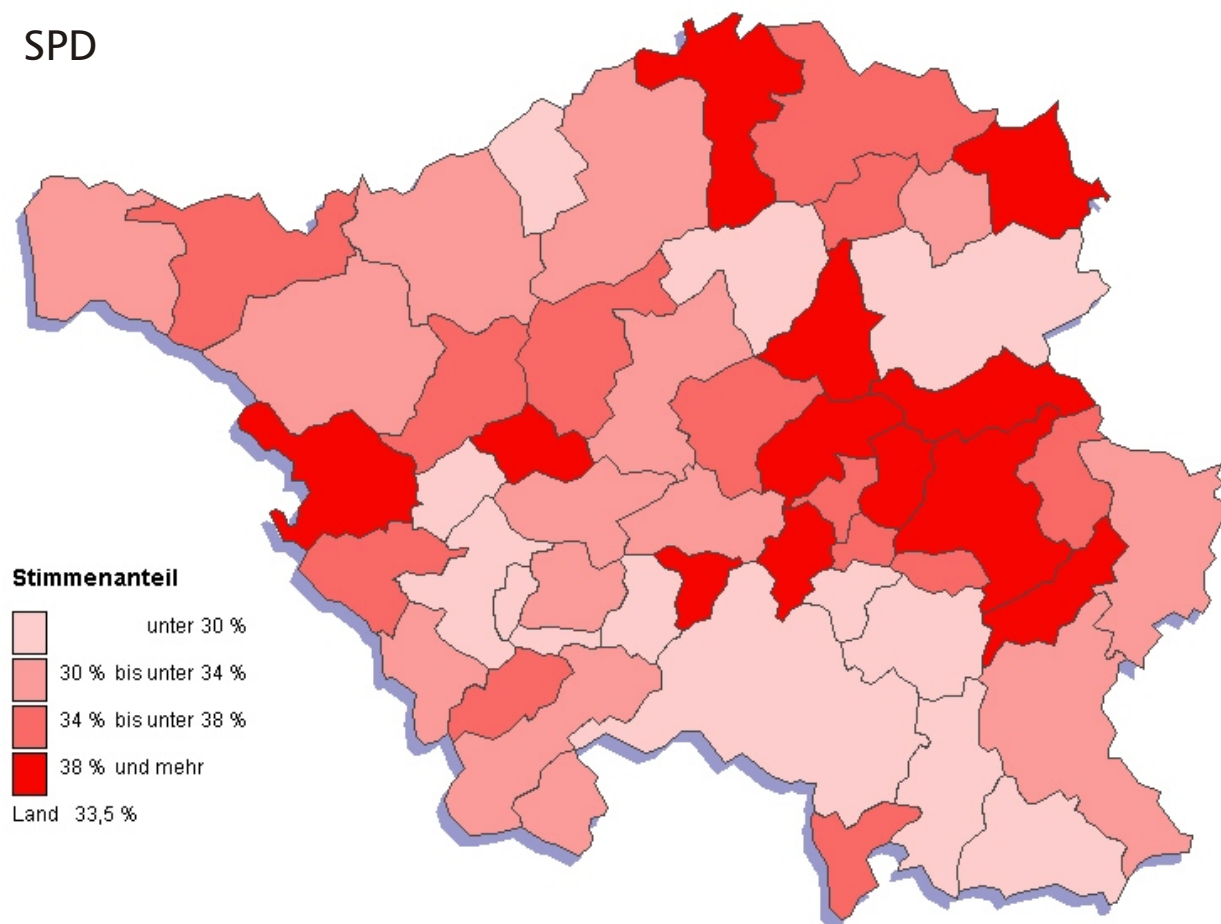 SPD
Stimmenanteil
unter 30 %
30 % bis unter 34 %
34 % bis unter 38 %
38 % und mehr
Land 33,5 %